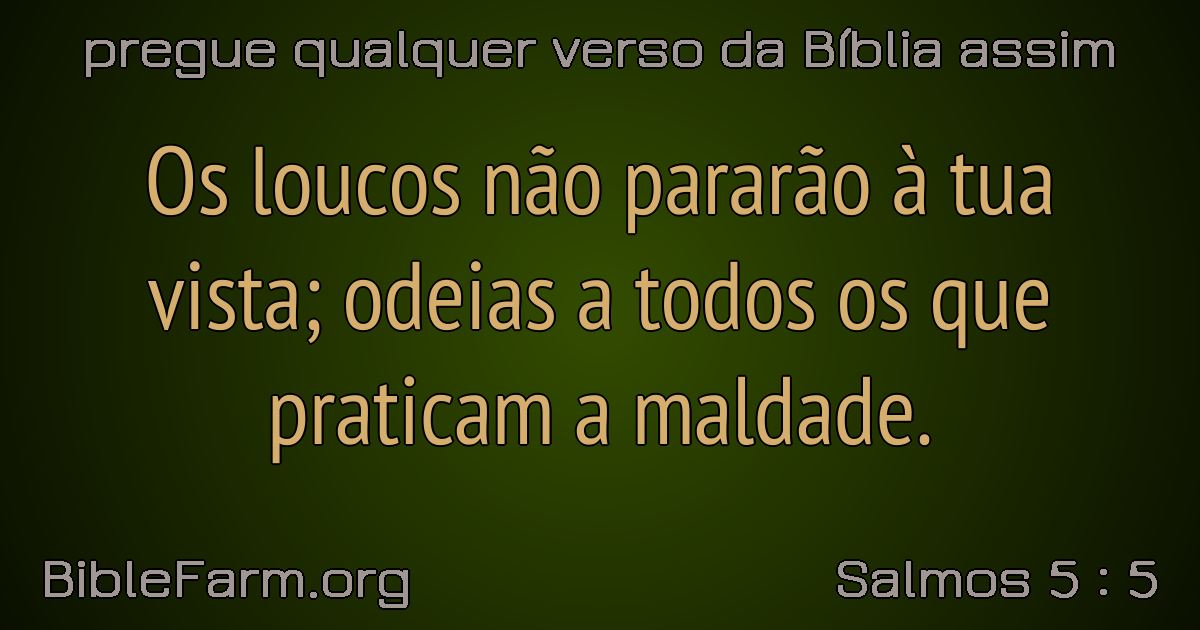 pregue qualquer verso da Bíblia assim
Os loucos não pararão à tua
vista; odeias a todos os que
praticam a maldade.
BibleFarm.org
Salmos 5 : 5